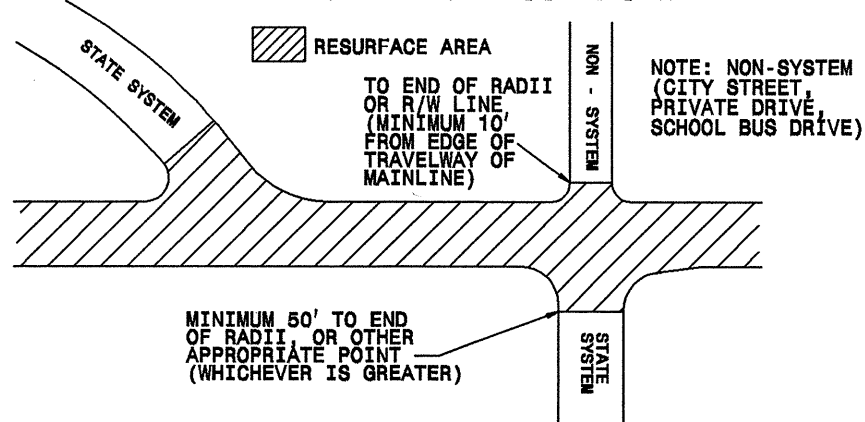 STATE SYSTEM
RESURFACE AREA
TO END OF RADII
OR R/W LINE
(MINIMUM 10'
FROM EDGE OF
TRAVELWAY OF
MAINLINE)
NON - SYSTEM
NOTE: NON-SYSTEM
(CITY STREET,
PRIVATE DRIVE,
SCHOOL BUS DRIVE)
MINIMUM 50' TO END
OF RADII, OR OTHER
APPROPRIATE POINT
(WHICHEVER IS GREATER)
STATE
SYSTEM